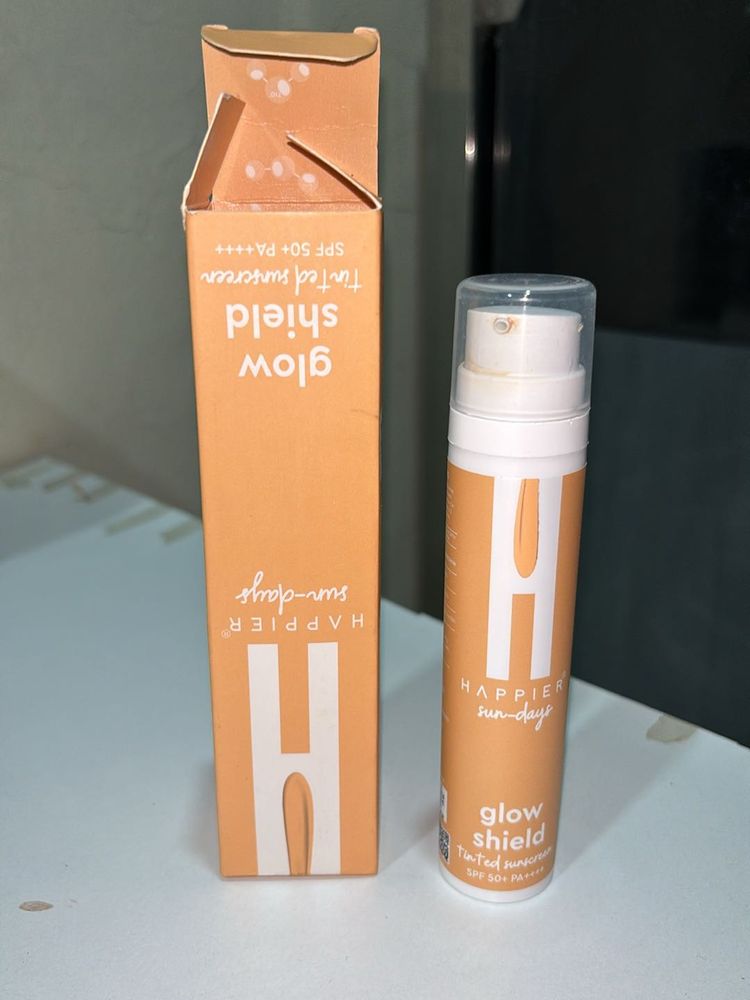 SPF 50+ PA++++
tinted sunscreen
shield
glow
sun-days
HAPPIER®
H
H
HAPPIER®
sun-days
glow
shield
tinted sunscreen
SPF 50+ PA++++